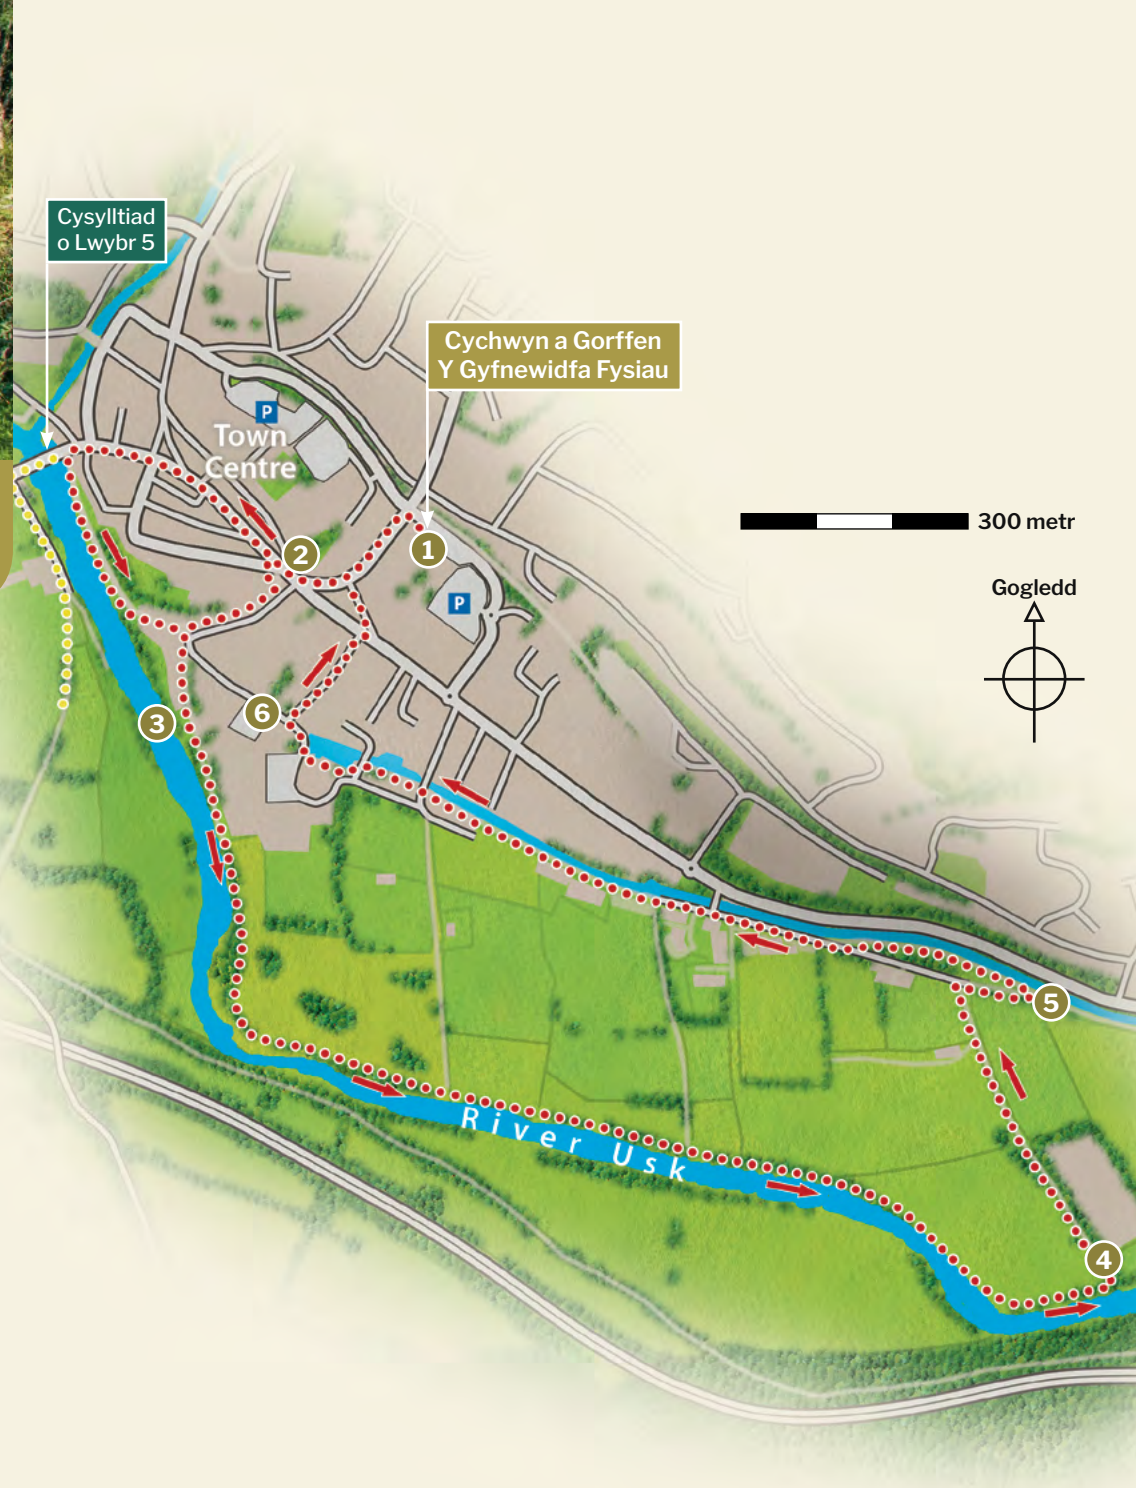 Cysylltiad
o Lwybr 5
Cychwyn a Gorffen
Y Gyfnewidfa Fysiau
P
Town
Centre
300 metr
2
1
Gogledd
P
6
3
5
River Usk
4